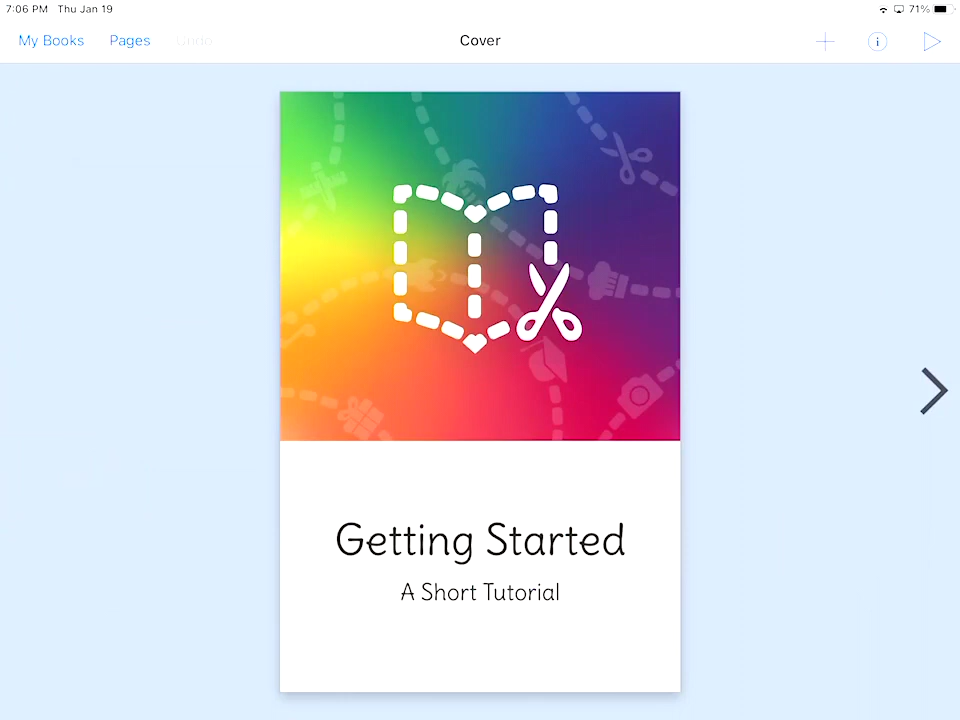 7:06 PM Thu Jan 19
71%
My Books Pages Undo
Cover
Getting Started
A Short Tutorial